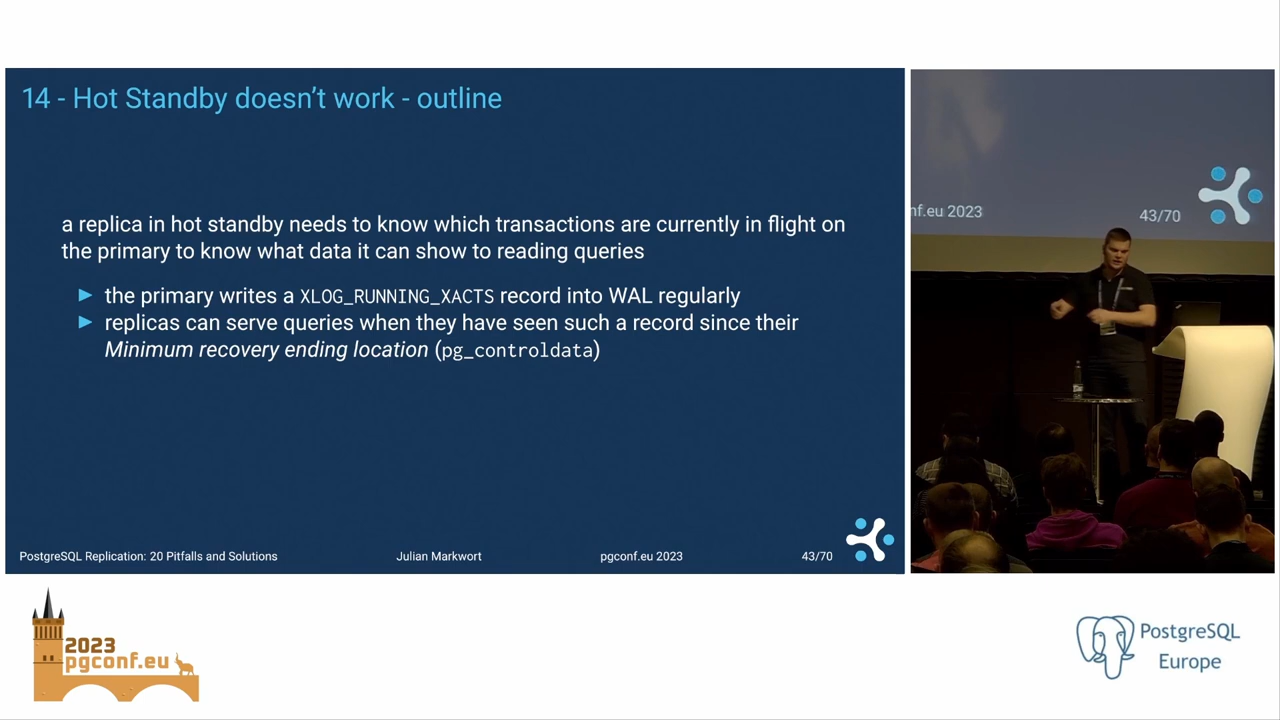 14 - Hot Standby doesn't work - outline
a replica in hot standby needs to know which transactions are currently in flight on
the primary to know what data it can show to reading queries
the primary writes a XLOG_RUNNING_XACTS record into WAL regularly
replicas can serve queries when they have seen such a record since their
Minimum recovery ending location (pg_controldata)
PostgreSQL Replication: 20 Pitfalls and Solutions
Julian Markwort
pgconf.eu 2023
43/70
nf.eu 2023
43/70
2023
pgconf.eu
PostgreSQL
Europe